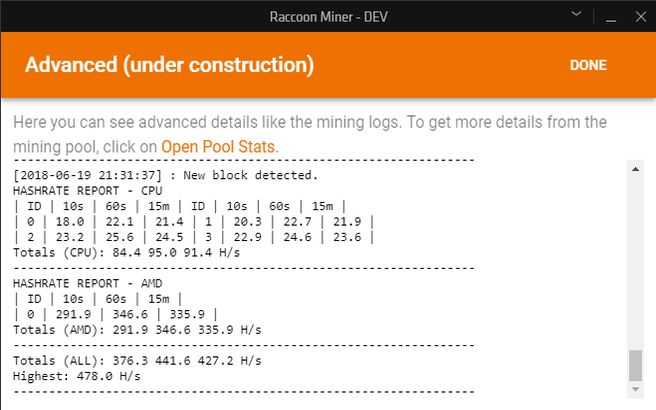 Raccoon Miner - DEV
Advanced (under construction)
DONE
Here you can see advanced details like the mining logs. To get more details from the
mining pool, click on Open Pool Stats.
-------------------------------------------------------------
[2018-06-19 21:31:37] : New block detected.
HASHRATE REPORT - CPU
| ID | 10s | 60s | 15m | ID | 10s | 60s | 15m |
| 0 | 18.0 | 22.1 | 21.4 | 1 | 20.3 | 22.7 | 21.9 |
| 2 | 23.2 | 25.6 | 24.5 | 3 | 22.9 | 24.6 | 23.6 |
Totals (CPU): 84.4 95.0 91.4 H/s
-------------------------------------------------------------
HASHRATE REPORT - AMD
| ID | 10s | 60s | 15m |
| 0 | 291.9 | 346.6 | 335.9 |
Totals (AMD): 291.9 346.6 335.9 H/s
-------------------------------------------------------------
Totals (ALL): 376.3 441.6 427.2 H/s
Highest: 478.0 H/s
-------------------------------------------------------------